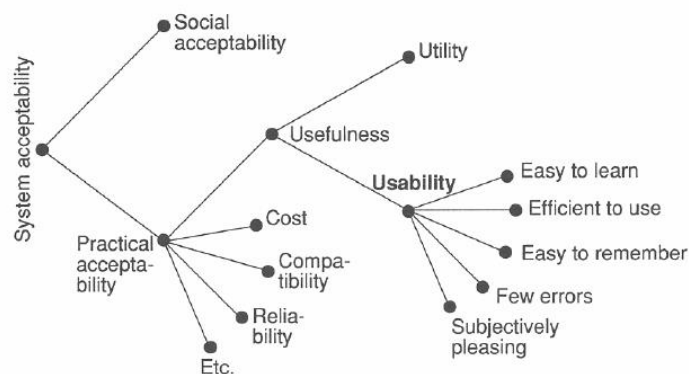 System acceptability
Social
acceptability
Utility
Usefulness
Usability
Easy to learn
Efficient to use
Easy to remember
Few errors
Subjectively
pleasing
Practical
accepta-
bility
Cost
Compa-
tibility
Relia-
bility
Etc.